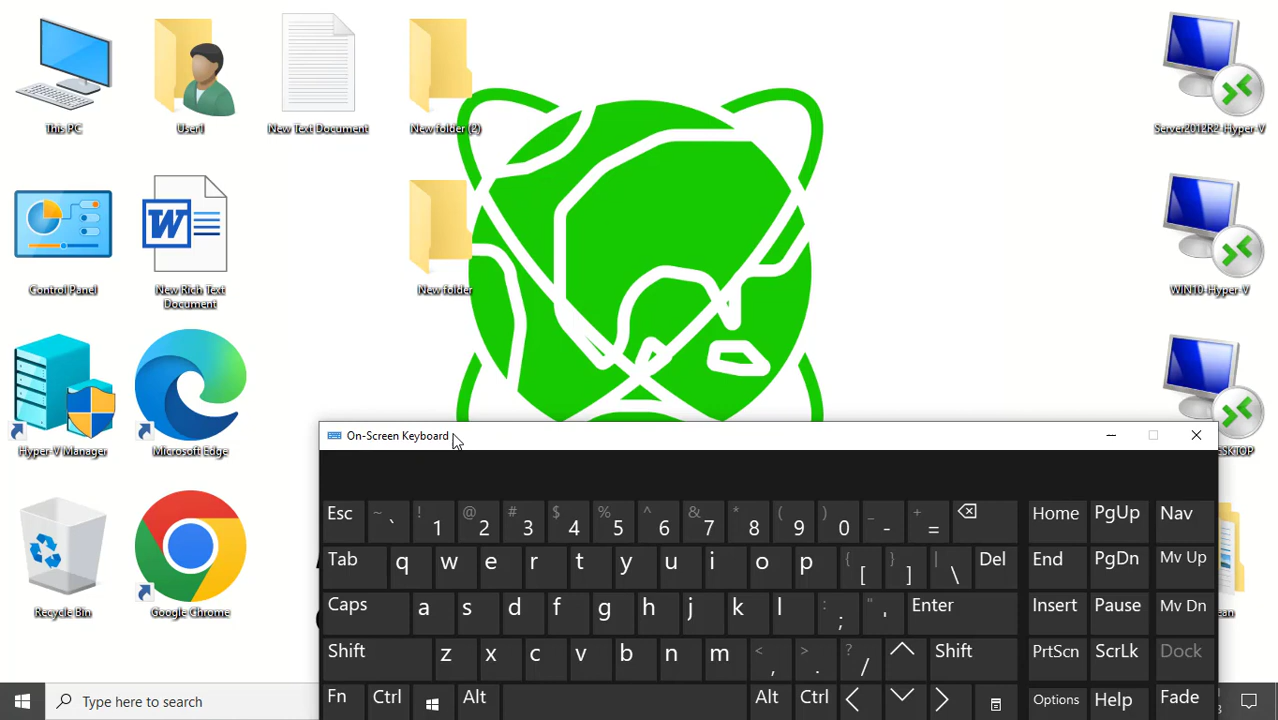 This PC
User1
New Text Document
New folder (2)
Server2012R2-Hyper-V
Control Panel
New Rich Text
Document
New folder
WIN10-Hyper-V
Hyper-V Manager
Microsoft Edge
Recycle Bin
Google Chrome
On-Screen Keyboard
Esc ~ ` ! 1 @ 2 # 3 $ 4 % 5 ^ 6 & 7 * 8 ( 9 ) 0 _ - + = Home PgUp Nav
Tab q w e r t y u i o p { [ } ] | \ Del End PgDn Mv Up
Caps a s d f g h j k l : ; " ' Enter Insert Pause Mv Dn
Shift z x c v b n m < , > . ? / Shift PrtScn ScrLk Dock
Fn Ctrl Alt Alt Ctrl Options Help Fade
Type here to search